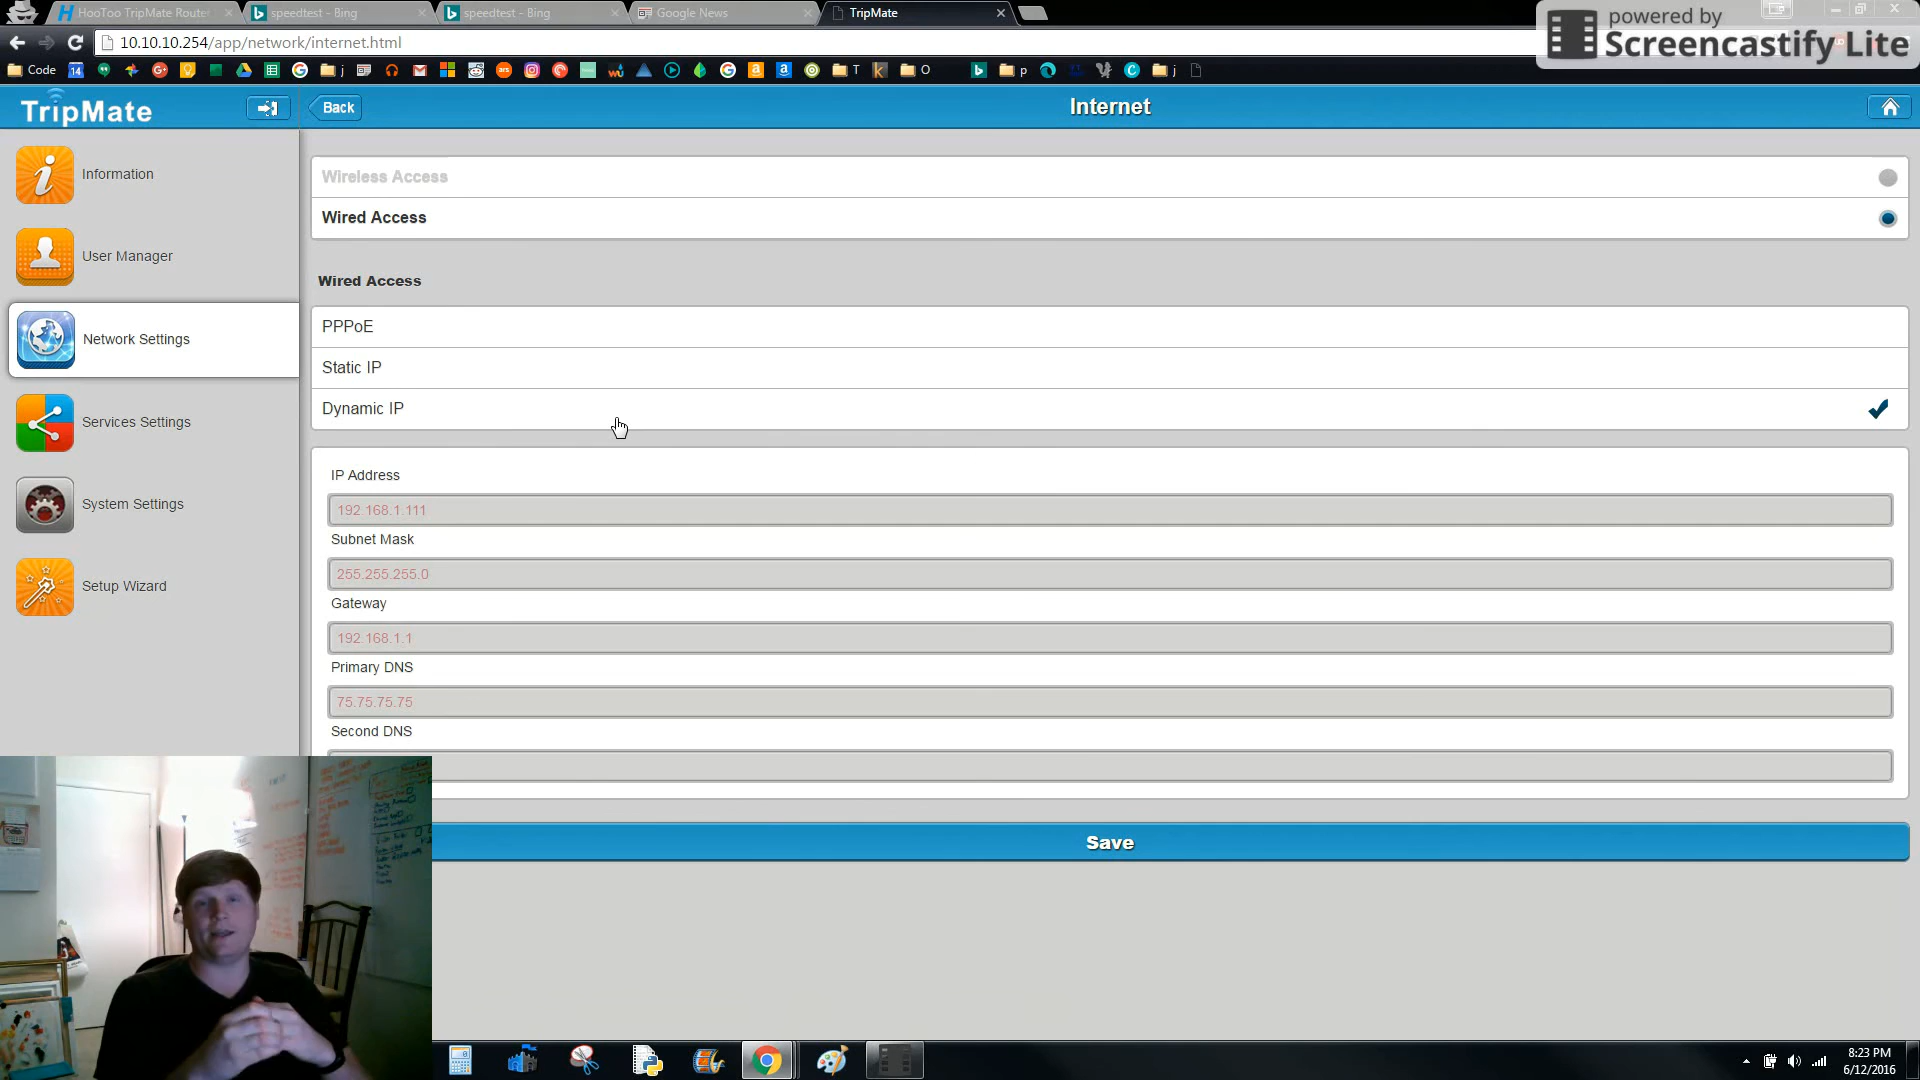 HooToo TripMate Route
speedtest - Bing
speedtest - Bing
Google News
TripMate
10.10.10.254/app/network/internet.html
powered by
Screencastify Lite
Code
14
j
T
O
p
j
TripMate
Back
Internet
Information
User Manager
Network Settings
Services Settings
System Settings
Setup Wizard
Wireless Access
Wired Access
Wired Access
PPPoE
Static IP
Dynamic IP
IP Address
192.168.1.111
Subnet Mask
255.255.255.0
Gateway
192.168.1.1
Primary DNS
75.75.75.75
Second DNS
Save
8:23 PM
6/12/2016